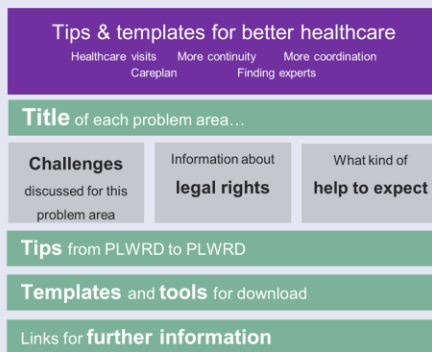 Tips & templates for better healthcare
Healthcare visits More continuity More coordination
Careplan Finding experts
Title of each problem area…
Challenges
discussed for this
problem area
Information about
legal rights
What kind of
help to expect
Tips from PLWRD to PLWRD
Templates and tools for download
Links for further information